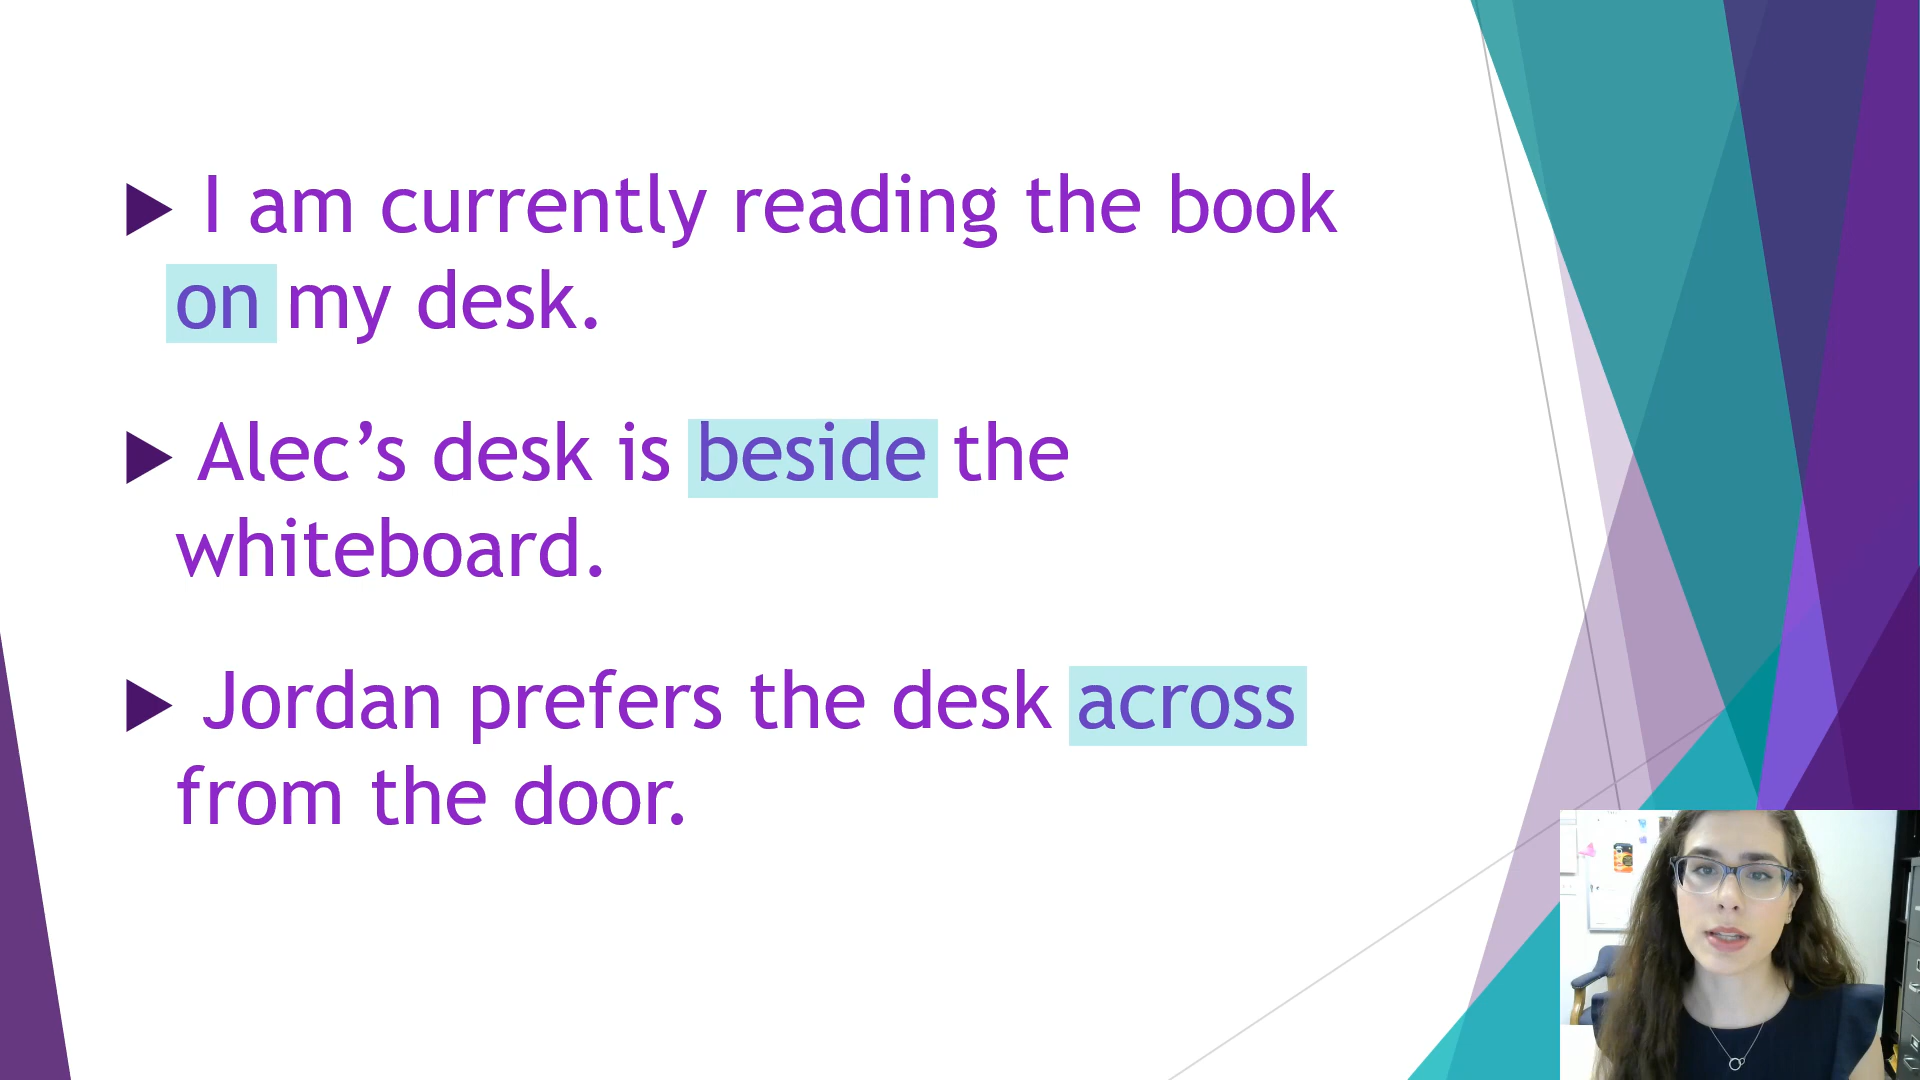 I am currently reading the book
on my desk.
Alec’s desk is beside the
whiteboard.
Jordan prefers the desk across
from the door.